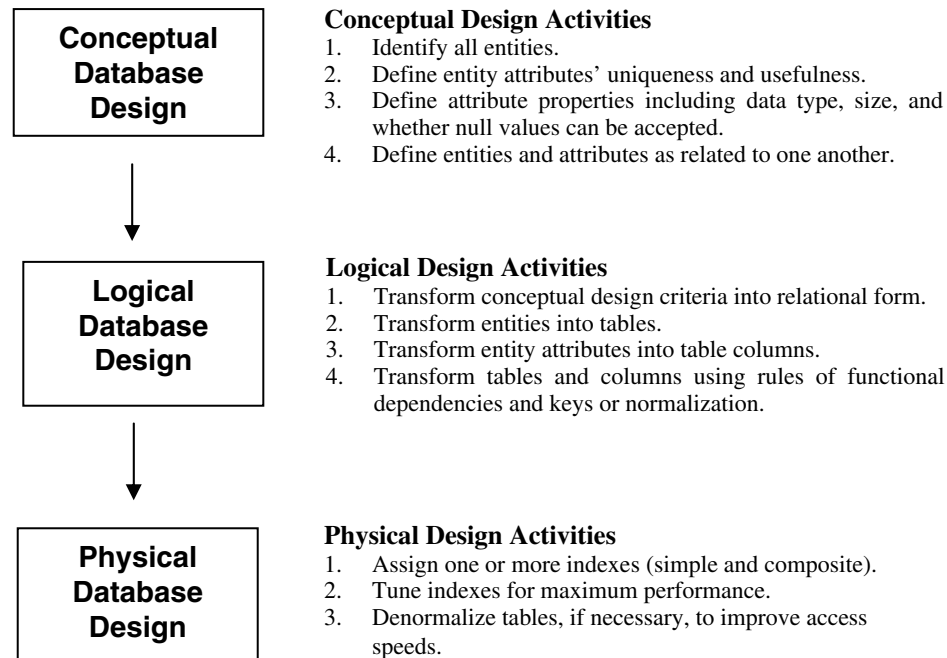 Conceptual
Database
Design
Conceptual Design Activities
1. Identify all entities.
2. Define entity attributes’ uniqueness and usefulness.
3. Define attribute properties including data type, size, and
whether null values can be accepted.
4. Define entities and attributes as related to one another.
Logical
Database
Design
Logical Design Activities
1. Transform conceptual design criteria into relational form.
2. Transform entities into tables.
3. Transform entity attributes into table columns.
4. Transform tables and columns using rules of functional
dependencies and keys or normalization.
Physical
Database
Design
Physical Design Activities
1. Assign one or more indexes (simple and composite).
2. Tune indexes for maximum performance.
3. Denormalize tables, if necessary, to improve access
speeds.